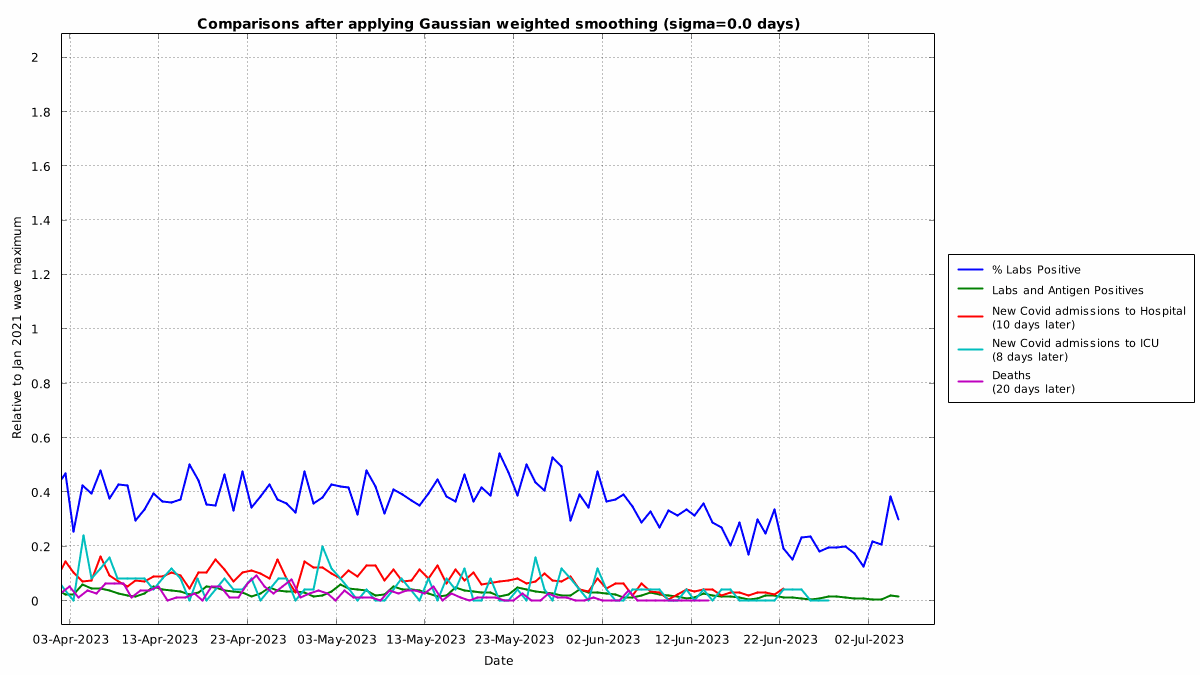 Comparisons after applying Gaussian weighted smoothing (sigma=0.0 days)
2
1.8
1.6
1.4
1.2
1
0.8
0.6
0.4
0.2
0
Relative to Jan 2021 wave maximum
03-Apr-2023 13-Apr-2023 23-Apr-2023 03-May-2023 13-May-2023 23-May-2023 02-Jun-2023 12-Jun-2023 22-Jun-2023 02-Jul-2023
Date
% Labs Positive
Labs and Antigen Positives
New Covid admissions to Hospital
(10 days later)
New Covid admissions to ICU
(8 days later)
Deaths
(20 days later)